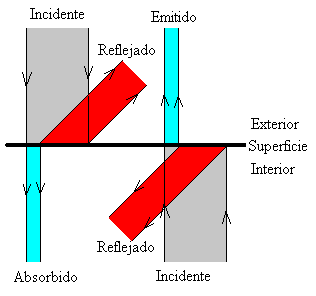 Incidente
Emitido
Reflejado
Exterior
Superficie
Interior
Reflejado
Absorbido
Incidente